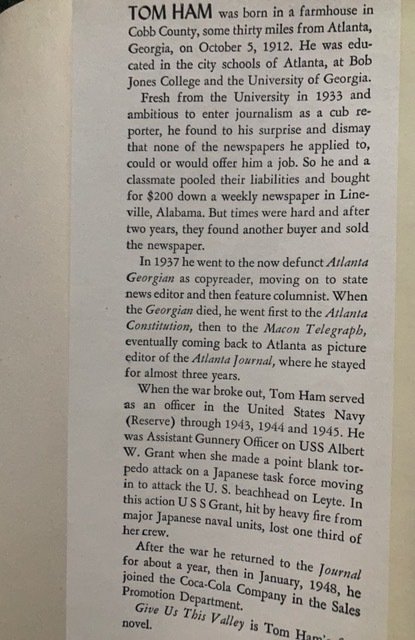 TOM HAM was born in a farmhouse in
Cobb County, some thirty miles from Atlanta,
Georgia, on October 5, 1912. He was edu-
cated in the city schools of Atlanta, at Bob
Jones College and the University of Georgia.
Fresh from the University in 1933 and
ambitious to enter journalism as a cub re-
porter, he found to his surprise and dismay
that none of the newspapers he applied to,
could or would offer him a job. So he and a
classmate pooled their liabilities and bought
for $200 down a weekly newspaper in Line-
ville, Alabama. But times were hard and after
two years, they found another buyer and sold
the newspaper.
In 1937 he went to the now defunct Atlanta
Georgian as copyreader, moving on to state
news editor and then feature columnist. When
the Georgian died, he went first to the Atlanta
Constitution, then to the Macon Telegraph,
eventually coming back to Atlanta as picture
editor of the Atlanta Journal, where he stayed
for almost three years.
When the war broke out, Tom Ham served
as an officer in the United States Navy
(Reserve) through 1943, 1944 and 1945. He
was Assistant Gunnery Officer on USS Albert
W. Grant when she made a point blank tor-
pedo attack on a Japanese task force moving
in to attack the U. S. beachhead on Leyte. In
this action U S S Grant, hit by heavy fire from
major Japanese naval units, lost one third of
her crew.
After the war he returned to the Journal
for about a year, then in January, 1948, he
joined the Coca-Cola Company in the Sales
Promotion Department.
Give Us This Valley is Tom Ham's
novel.